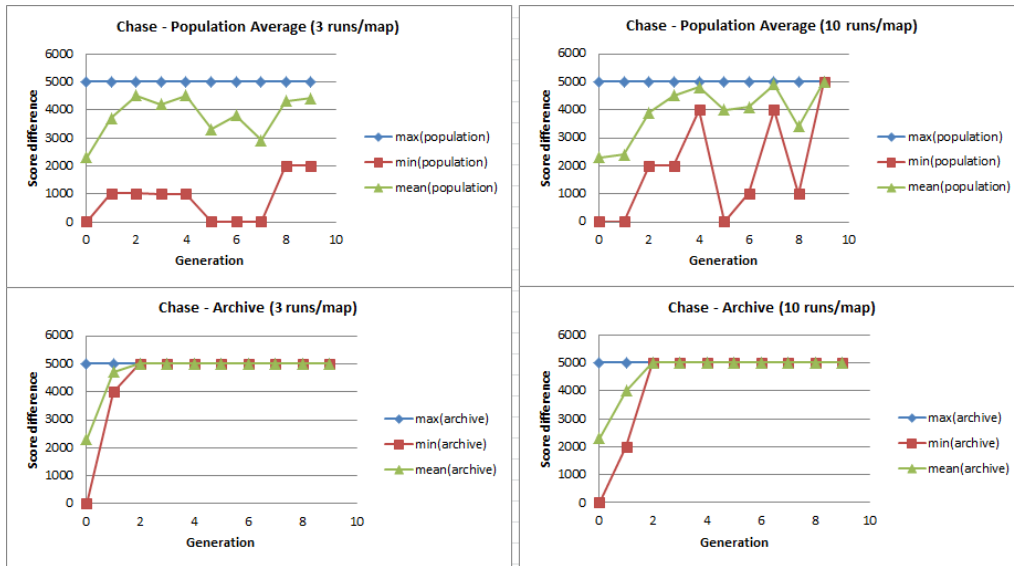 Chase - Population Average (3 runs/map)
6000
5000
4000
3000
2000
1000
0
Score difference
0 2 4 6 8 10
Generation
max(population)
min(population)
mean(population)
Chase - Population Average (10 runs/map)
6000
5000
4000
3000
2000
1000
0
Score difference
0 2 4 6 8 10
Generation
max(population)
min(population)
mean(population)
Chase - Archive (3 runs/map)
6000
5000
4000
3000
2000
1000
0
Score difference
0 2 4 6 8 10
Generation
max(archive)
min(archive)
mean(archive)
Chase - Archive (10 runs/map)
6000
5000
4000
3000
2000
1000
0
Score difference
0 2 4 6 8 10
Generation
max(archive)
min(archive)
mean(archive)